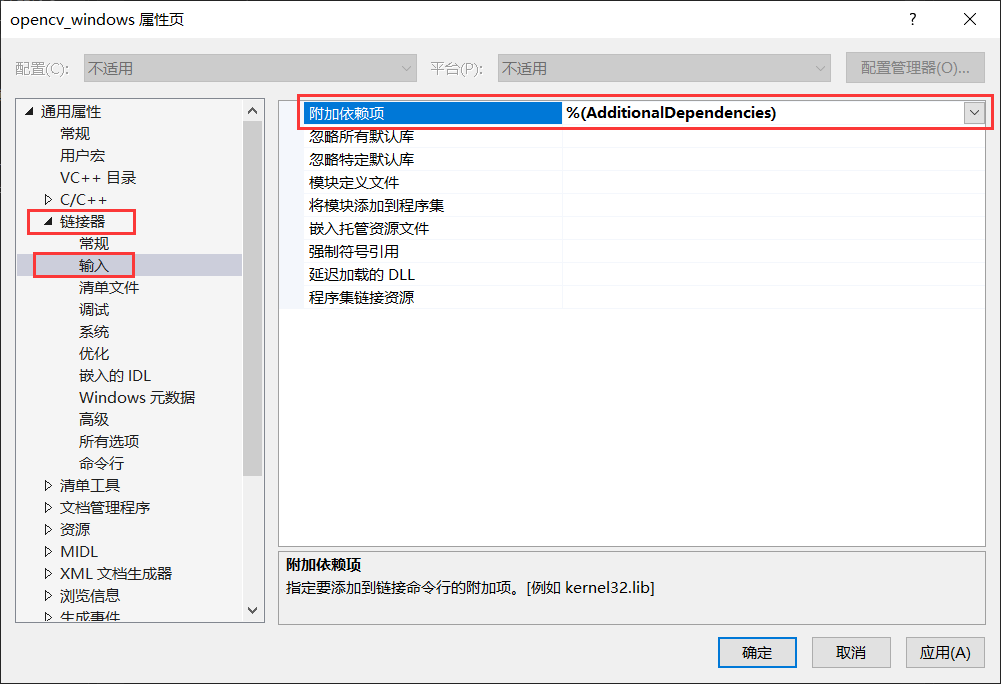 opencv_windows 属性页
?
配置(C): 不适用 平台(P): 不适用 配置管理器(O)...
通用属性
常规
用户宏
VC++ 目录
C/C++
链接器
常规
输入
清单文件
调试
系统
优化
嵌入的 IDL
Windows 元数据
高级
所有选项
命令行
清单工具
文档管理程序
资源
MIDL
XML 文档生成器
浏览信息
生成事件
附加依赖项 %(AdditionalDependencies)
忽略所有默认库
忽略特定默认库
模块定义文件
将模块添加到程序集
嵌入托管资源文件
强制符号引用
延迟加载的 DLL
程序集链接资源
附加依赖项
指定要添加到链接命令行的附加项。[例如 kernel32.lib]
确定 取消 应用(A)